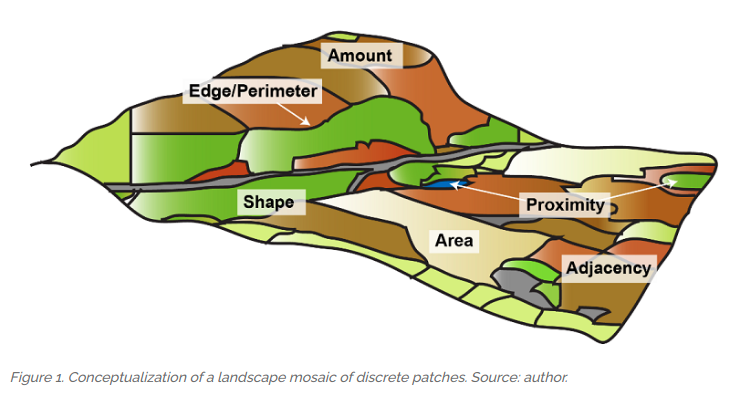 Amount
Edge/Perimeter
Shape
Proximity
Area
Adjacency
Figure 1. Conceptualization of a landscape mosaic of discrete patches. Source: author.